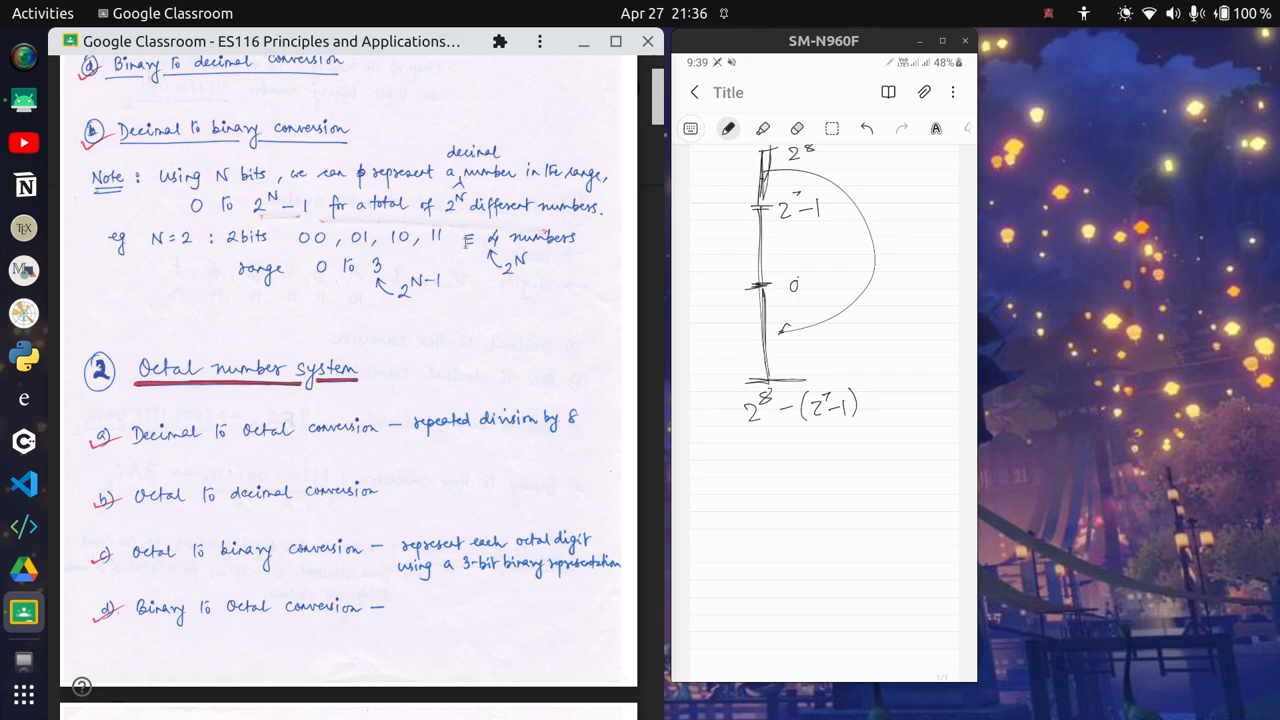 Activities
Google Classroom
Apr 27 21:36
100 %
Google Classroom - ES116 Principles and Applications…
a) Binary to decimal conversion
b) Decimal to binary conversion
decimal
Note : Using N bits, we can represent a number in the range,
0 to 2^N - 1 for a total of 2^N different numbers.
eg N=2 : 2 bits 00, 01, 10, 11 ≡ 4 numbers
2^N
range 0 to 3
2^N-1
2 Octal number system
a) Decimal to Octal conversion - repeated division by 8
b) Octal to decimal conversion
c) Octal to binary conversion - represent each octal digit
using a 3-bit binary representation
d) Binary to Octal conversion -
SM-N960F
9:39
48%
Title
2^8
2^7-1
0
2^8 - (2^7-1)
1/1